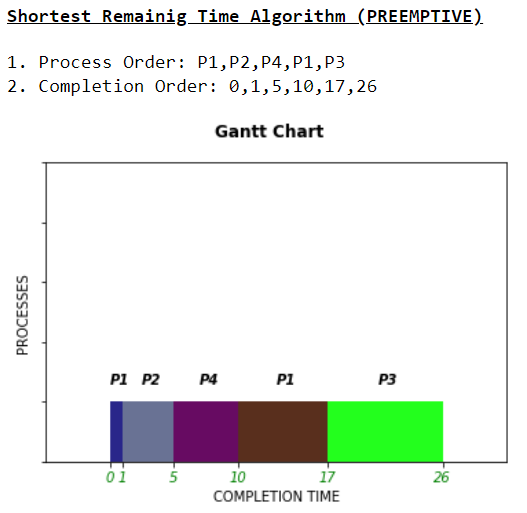 Shortest Remainig Time Algorithm (PREEMPTIVE)
1. Process Order: P1,P2,P4,P1,P3
2. Completion Order: 0,1,5,10,17,26
Gantt Chart
PROCESSES
P1 P2 P4 P1 P3
0 1 5 10 17 26
COMPLETION TIME